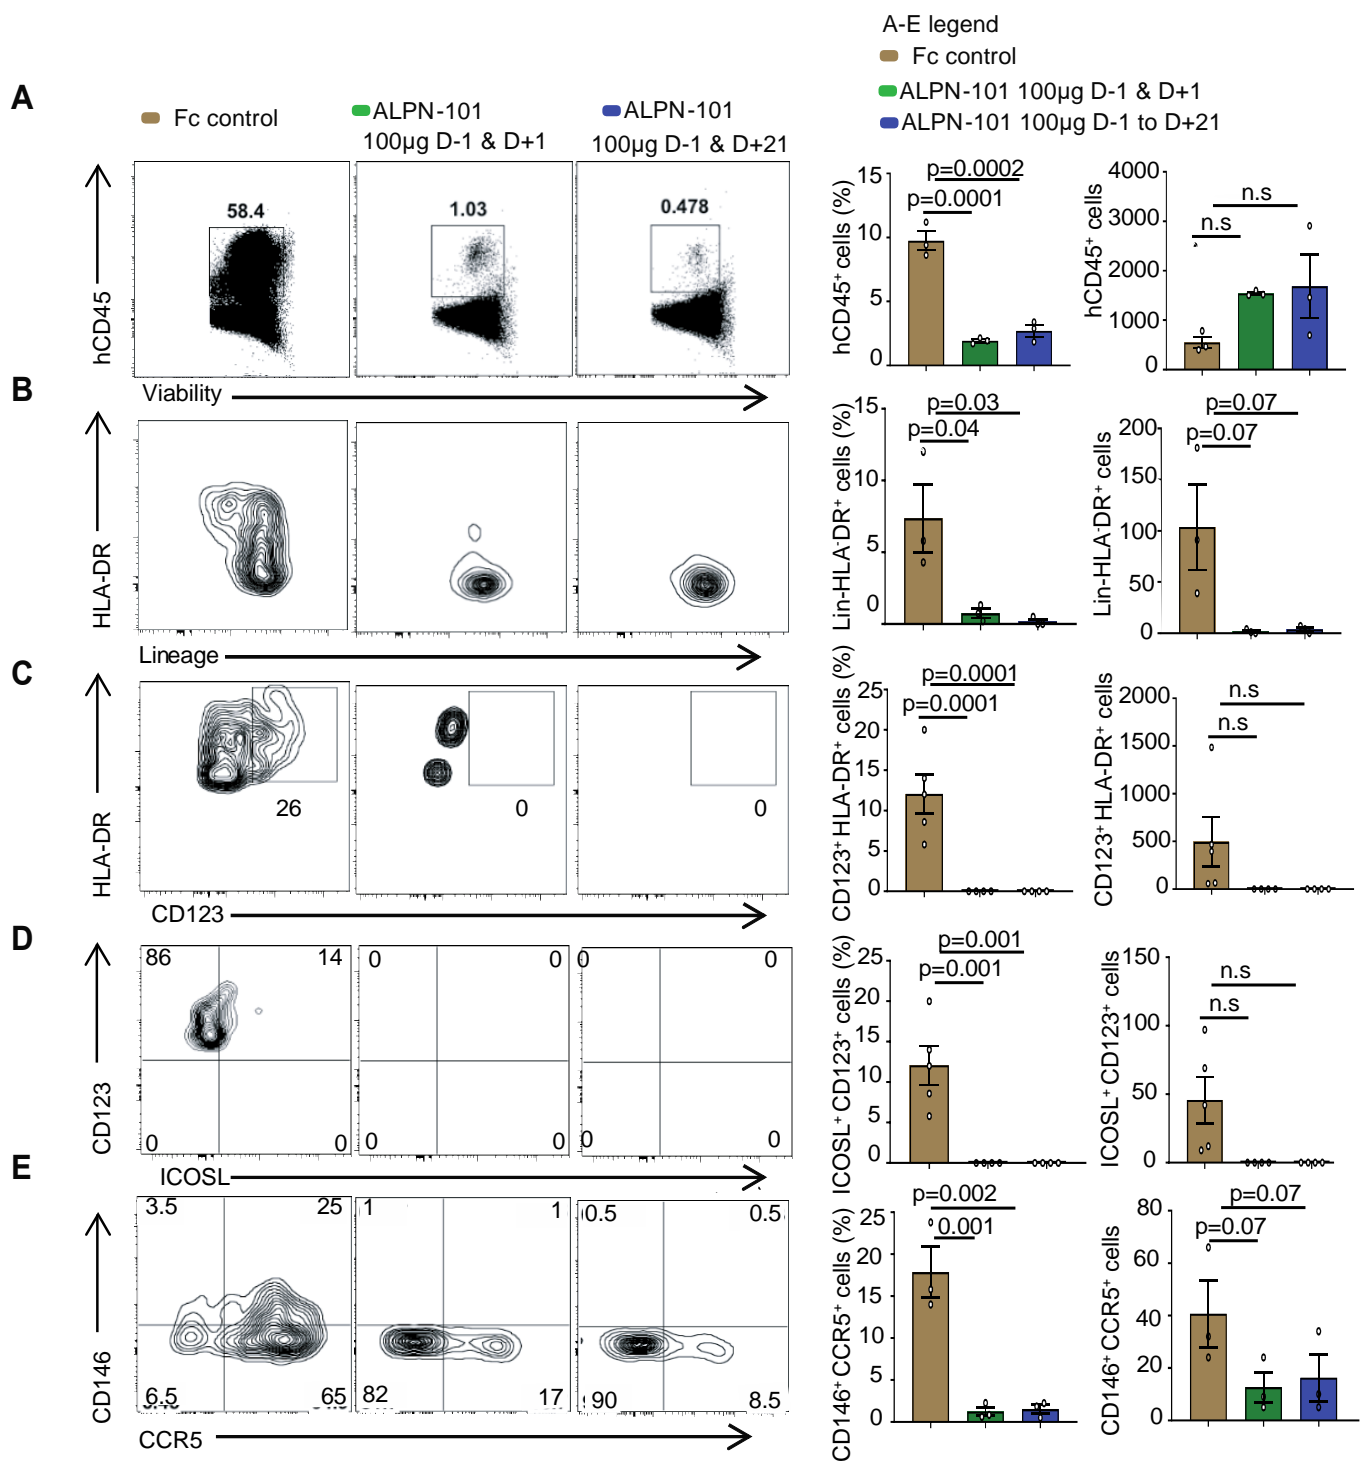 A-E legend
Fc control
ALPN-101 100µg D-1 & D+1
ALPN-101 100µg D-1 to D+21
A
Fc control
ALPN-101
100µg D-1 & D+1
ALPN-101
100µg D-1 & D+21
hCD45
58.4
1.03
0.478
Viability
hCD45⁺ cells (%)
15
10
5
0
p=0.0002
p=0.0001
hCD45⁺ cells
4000
3000
2000
1000
0
n.s
n.s
B
HLA-DR
Lineage
Lin-HLA-DR⁺ cells (%)
15
10
5
0
p=0.03
p=0.04
Lin-HLA-DR⁺ cells
200
150
100
50
0
p=0.07
p=0.07
C
HLA-DR
26
0
0
CD123
CD123⁺ HLA-DR⁺ cells (%)
25
20
15
10
5
0
p=0.0001
p=0.0001
CD123⁺ HLA-DR⁺ cells
2000
1500
1000
500
0
n.s
n.s
D
CD123
86
14
0
0
0
0
0
0
0
0
0
0
ICOSL
ICOSL⁺ CD123⁺ cells (%)
25
20
15
10
5
0
p=0.001
p=0.001
ICOSL⁺ CD123⁺ cells
150
100
50
0
n.s
n.s
E
CD146
3.5
25
6.5
65
1
1
82
17
0.5
0.5
90
8.5
CCR5
CD146⁺ CCR5⁺ cells (%)
25
20
15
10
5
0
p=0.002
0.001
CD146⁺ CCR5⁺ cells
80
60
40
20
0
p=0.07
p=0.07